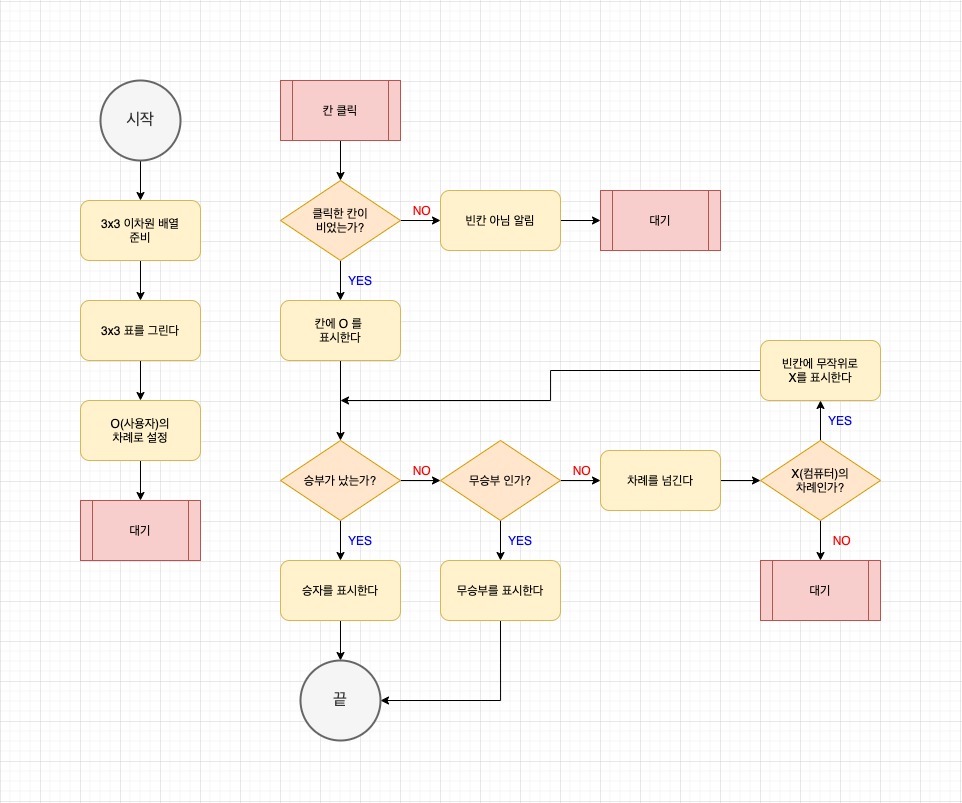 시작
3x3 이차원 배열
준비
3x3 표를 그린다
O(사용자)의
차례로 설정
대기
칸 클릭
클릭한 칸이
비었는가?
NO
빈칸 아님 알림
대기
YES
칸에 O 를
표시한다
승부가 났는가?
NO
무승부 인가?
NO
차례를 넘긴다
X(컴퓨터)의
차례인가?
YES
빈칸에 무작위로
X를 표시한다
NO
대기
YES
승자를 표시한다
YES
무승부를 표시한다
끝